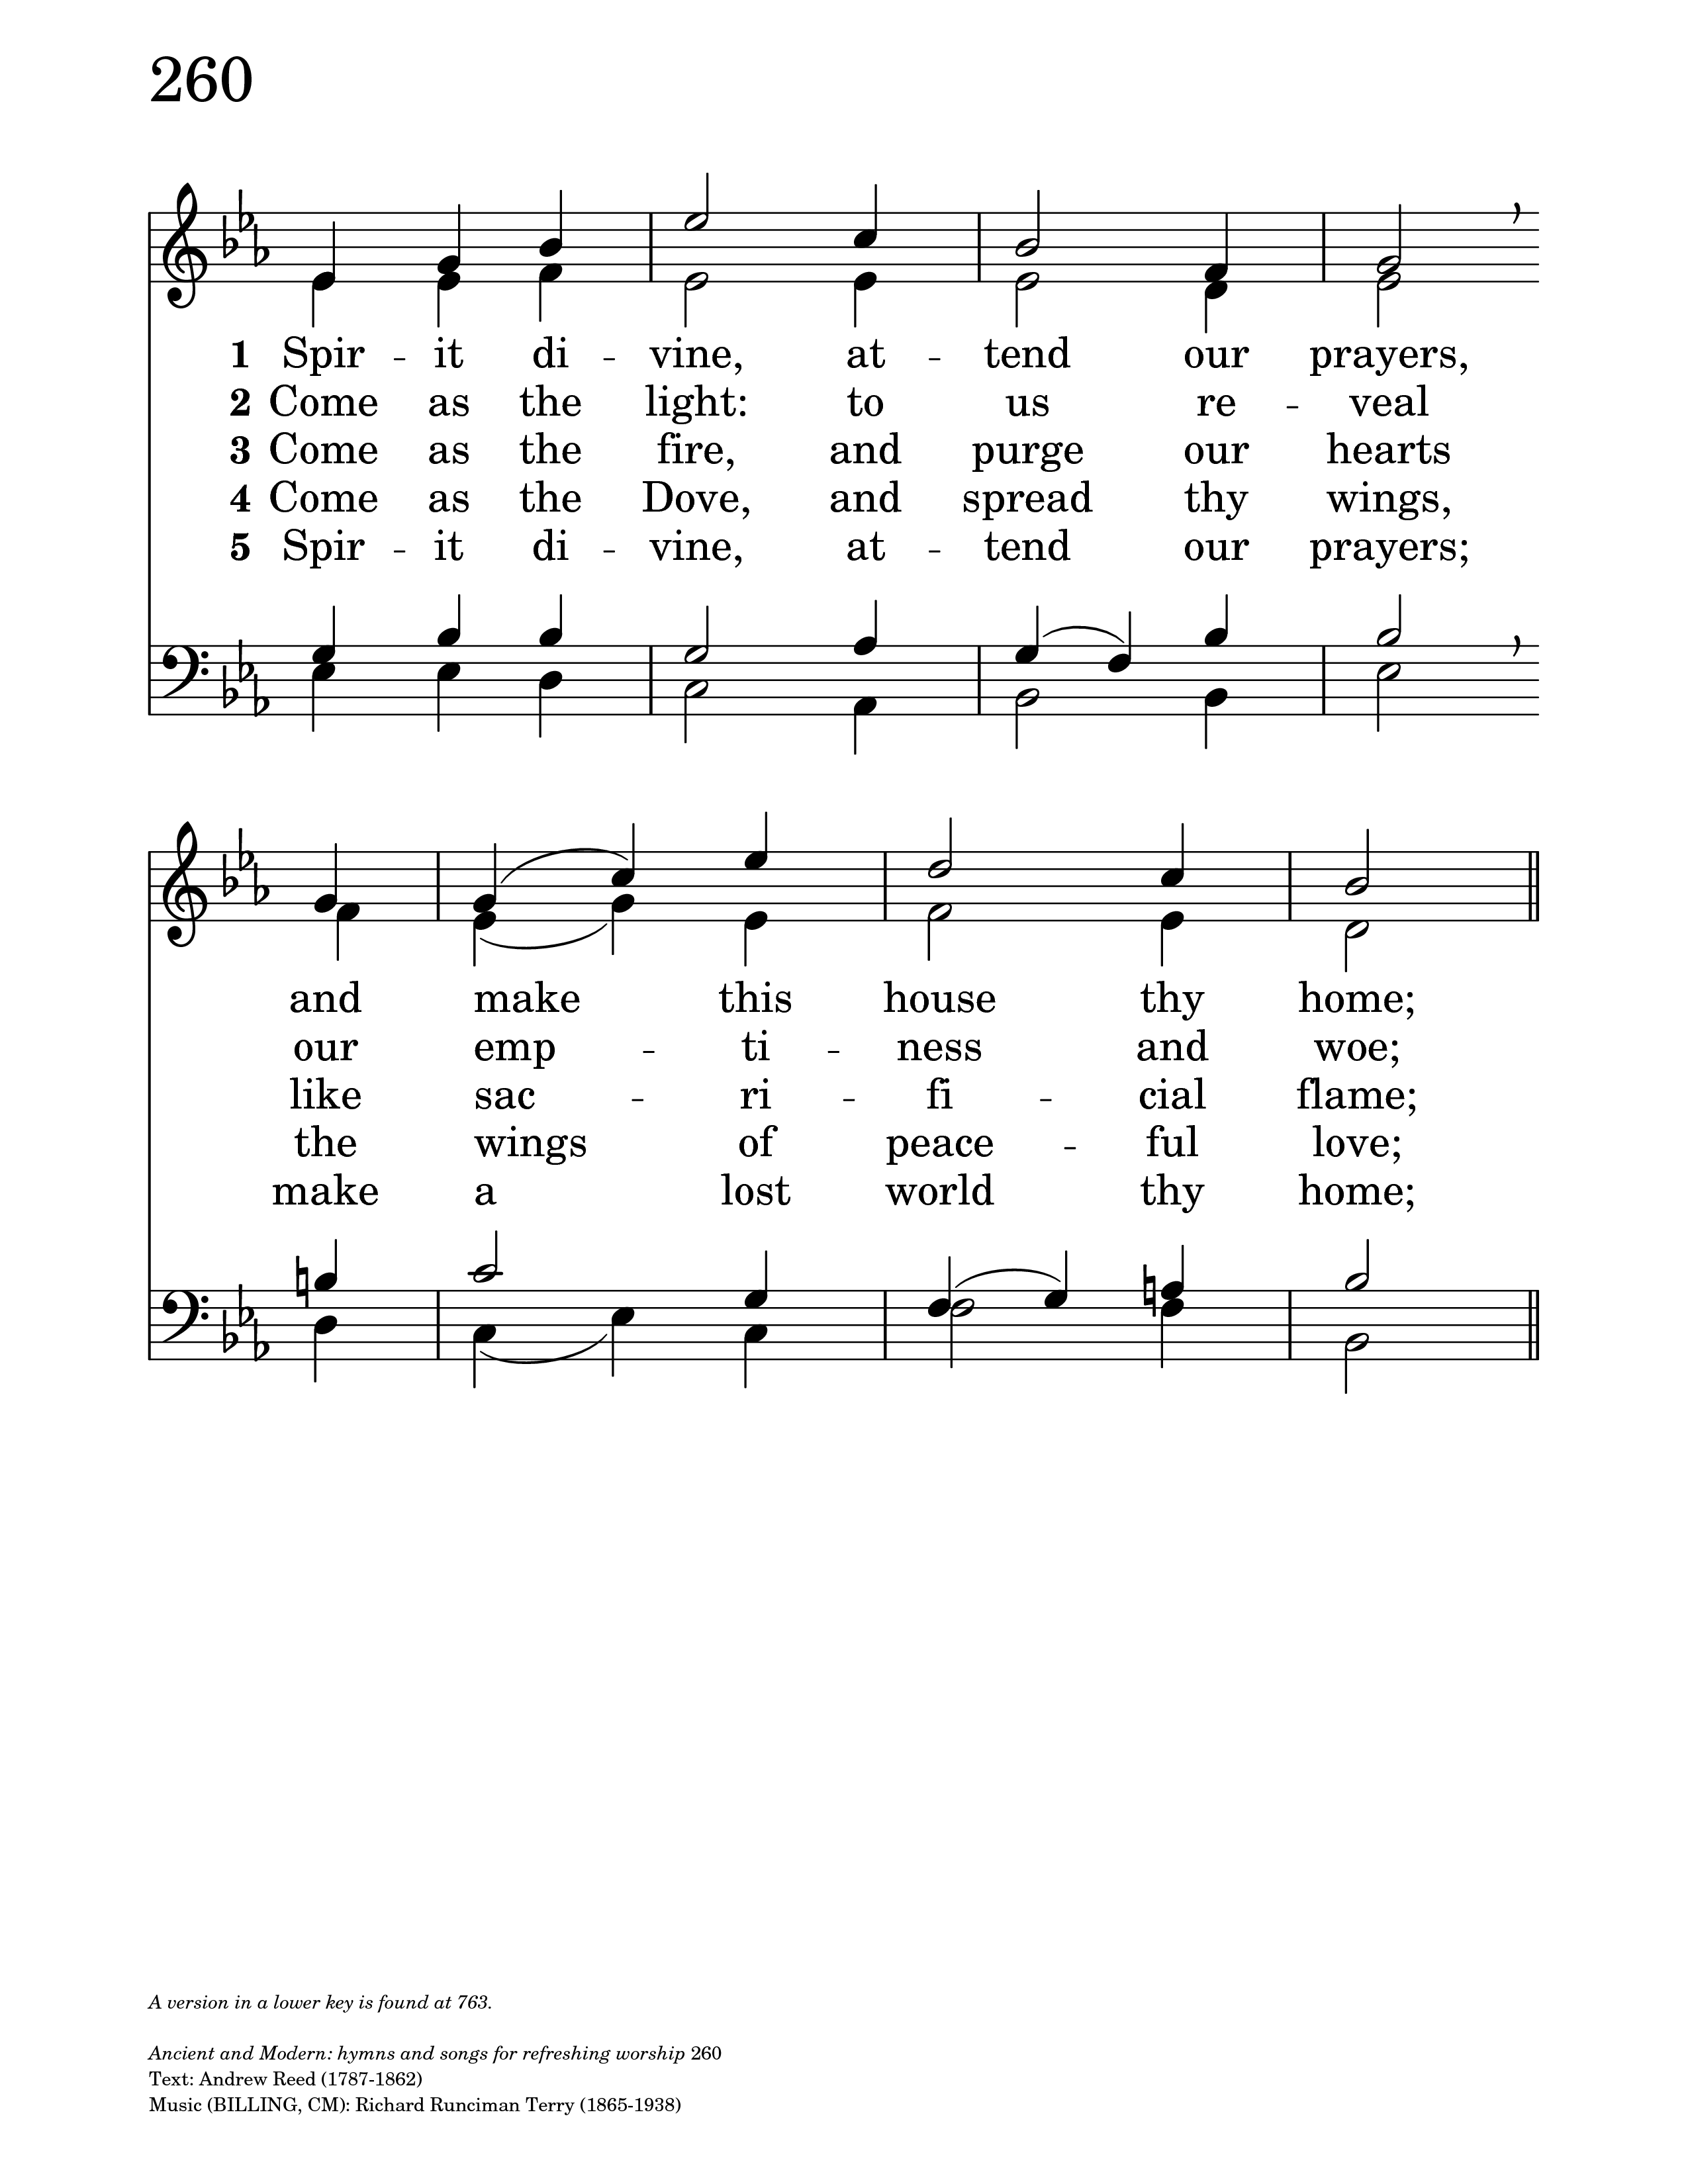 260
1 Spir - it di - vine, at - tend our prayers,
2 Come as the light: to us re - veal
3 Come as the fire, and purge our hearts
4 Come as the Dove, and spread thy wings,
5 Spir - it di - vine, at - tend our prayers;
and make this house thy home;
our emp - ti - ness and woe;
like sac - ri - fi - cial flame;
the wings of peace - ful love;
make a lost world thy home;
A version in a lower key is found at 763.
Ancient and Modern: hymns and songs for refreshing worship 260
Text: Andrew Reed (1787-1862)
Music (BILLING, CM): Richard Runciman Terry (1865-1938)